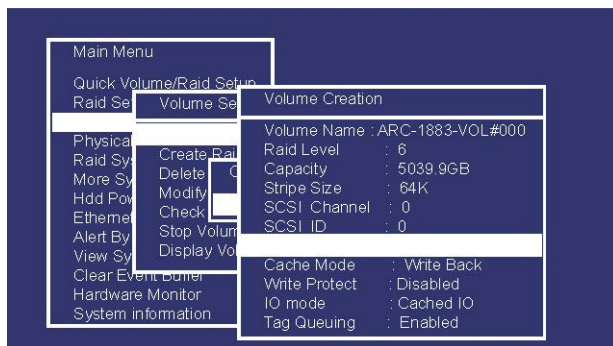 Main Menu
Quick Volume/Raid Setup
Raid Se
Physical
Raid Sys
More Sy
Hdd Pow
Ethernet
Alert By
View Sy
Clear Event Buffer
Hardware Monitor
System information
Volume Se
Create Rai
Delete
Modify
Check
Stop Volum
Display Vol
Volume Creation
Volume Name : ARC-1883-VOL#000
Raid Level : 6
Capacity : 5039.9GB
Stripe Size : 64K
SCSI Channel : 0
SCSI ID : 0
Cache Mode : Write Back
Write Protect : Disabled
IO mode : Cached IO
Tag Queuing : Enabled